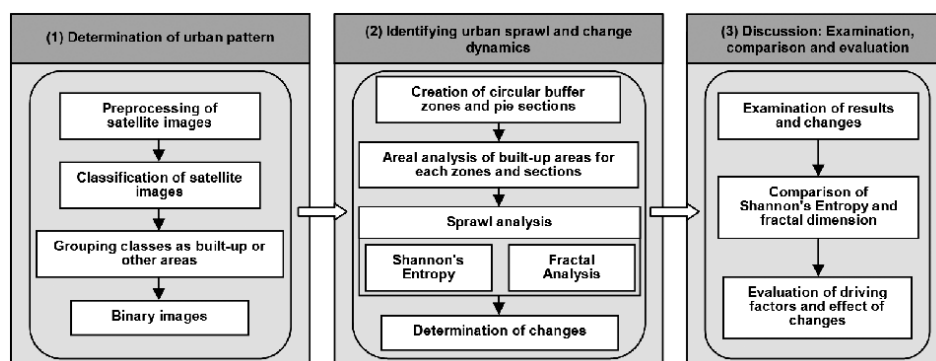 (1) Determination of urban pattern
Preprocessing of
satellite images
Classification of satellite
images
Grouping classes as built-up or
other areas
Binary images
(2) Identifying urban sprawl and change
dynamics
Creation of circular buffer
zones and pie sections
Areal analysis of built-up areas for
each zones and sections
Sprawl analysis
Shannon's
Entropy
Fractal
Analysis
Determination of changes
(3) Discussion: Examination,
comparison and evaluation
Examination of results
and changes
Comparison of
Shannon's Entropy and
fractal dimension
Evaluation of driving
factors and effect of
changes